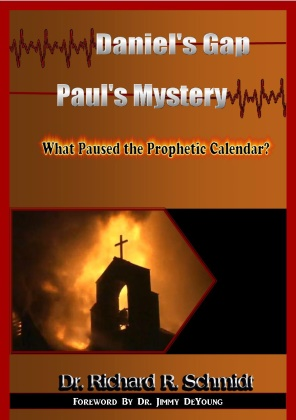 Daniel's Gap
Paul's Mystery
What Paused the Prophetic Calendar?
Dr. Richard R. Schmidt
Foreword By Dr. Jimmy DeYoung